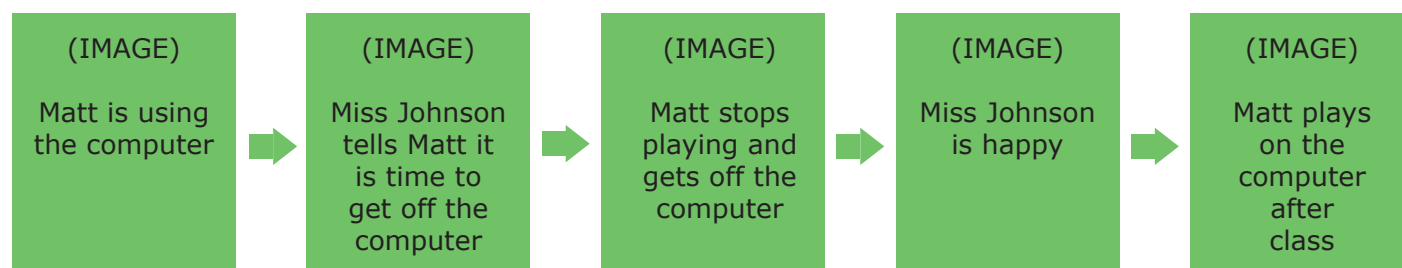 (IMAGE)
Matt is using
the computer
(IMAGE)
Miss Johnson
tells Matt it
is time to
get off the
computer
(IMAGE)
Matt stops
playing and
gets off the
computer
(IMAGE)
Miss Johnson
is happy
(IMAGE)
Matt plays
on the
computer
after
class